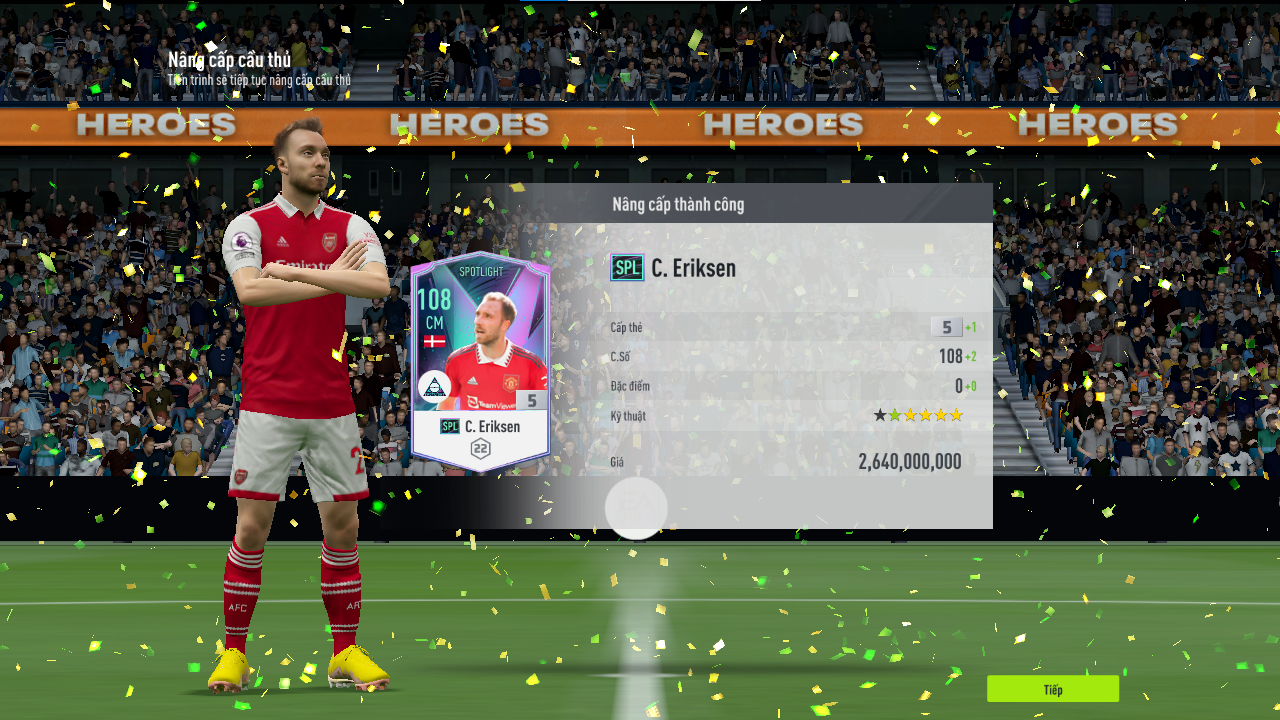 Nâng cấp cầu thủ
Tiến trình sẽ tiếp tục nâng cấp cầu thủ
HEROES HEROES HEROES HEROES
Nâng cấp thành công
SPL C. Eriksen
SPOTLIGHT
108
CM
5
SPL C. Eriksen
22
Cấp thẻ 5 +1
C.Số 108 +2
Đặc điểm 0 +0
Kỹ thuật
Giá 2,640,000,000
TeamViewer
AFC
Tiếp